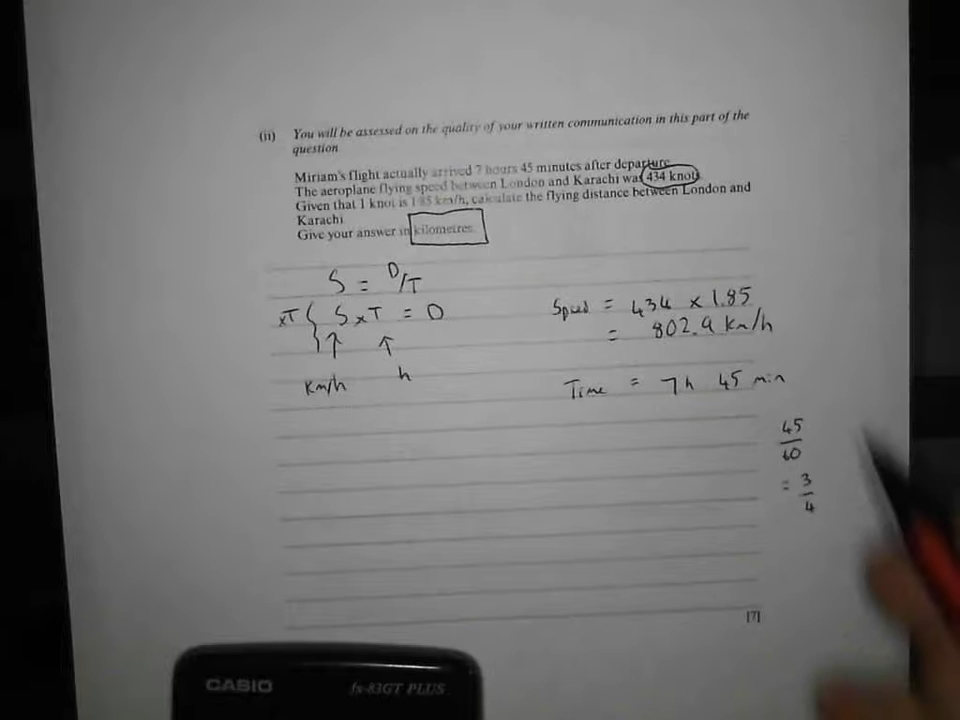 (ii) You will be assessed on the quality of your written communication in this part of the
question
Miriam's flight actually arrived 7 hours 45 minutes after departure
The aeroplane flying speed between London and Karachi was 434 knots
Given that 1 knot is 1.85 km/h, calculate the flying distance between London and
Karachi
Give your answer in kilometres.
S = D/T
xT S x T = D
Km/h h
Speed = 434 x 1.85
= 802.9 km/h
Time = 7h 45 min
45
60
= 3
4
[7]
CASIO fx-83GT PLUS